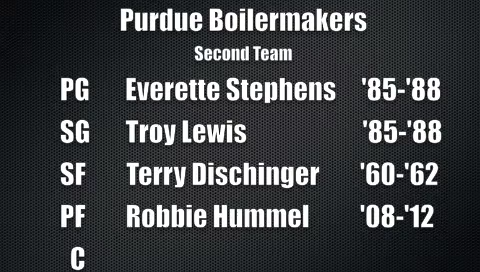 Purdue Boilermakers
Second Team
PG Everette Stephens '85-'88
SG Troy Lewis '85-'88
SF Terry Dischinger '60-'62
PF Robbie Hummel '08-'12
C